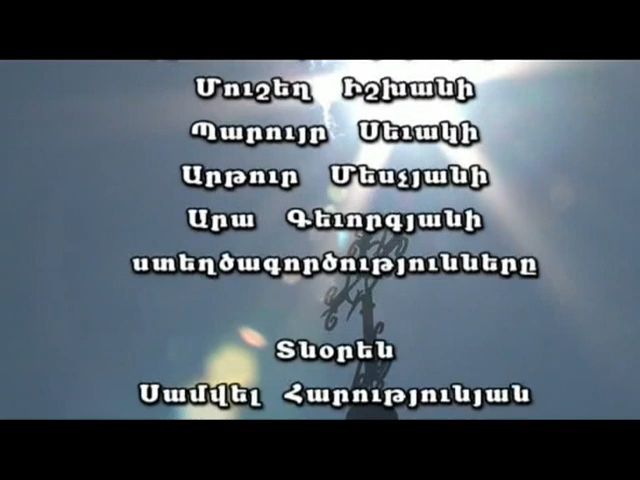 Մուշեղ Իշխանի
Պարույր Սեւակի
Արթուր Մեսչյանի
Արա Գեւորգյանի
ստեղծագործությունները
Տնօրեն
Սամվել Հարությունյան